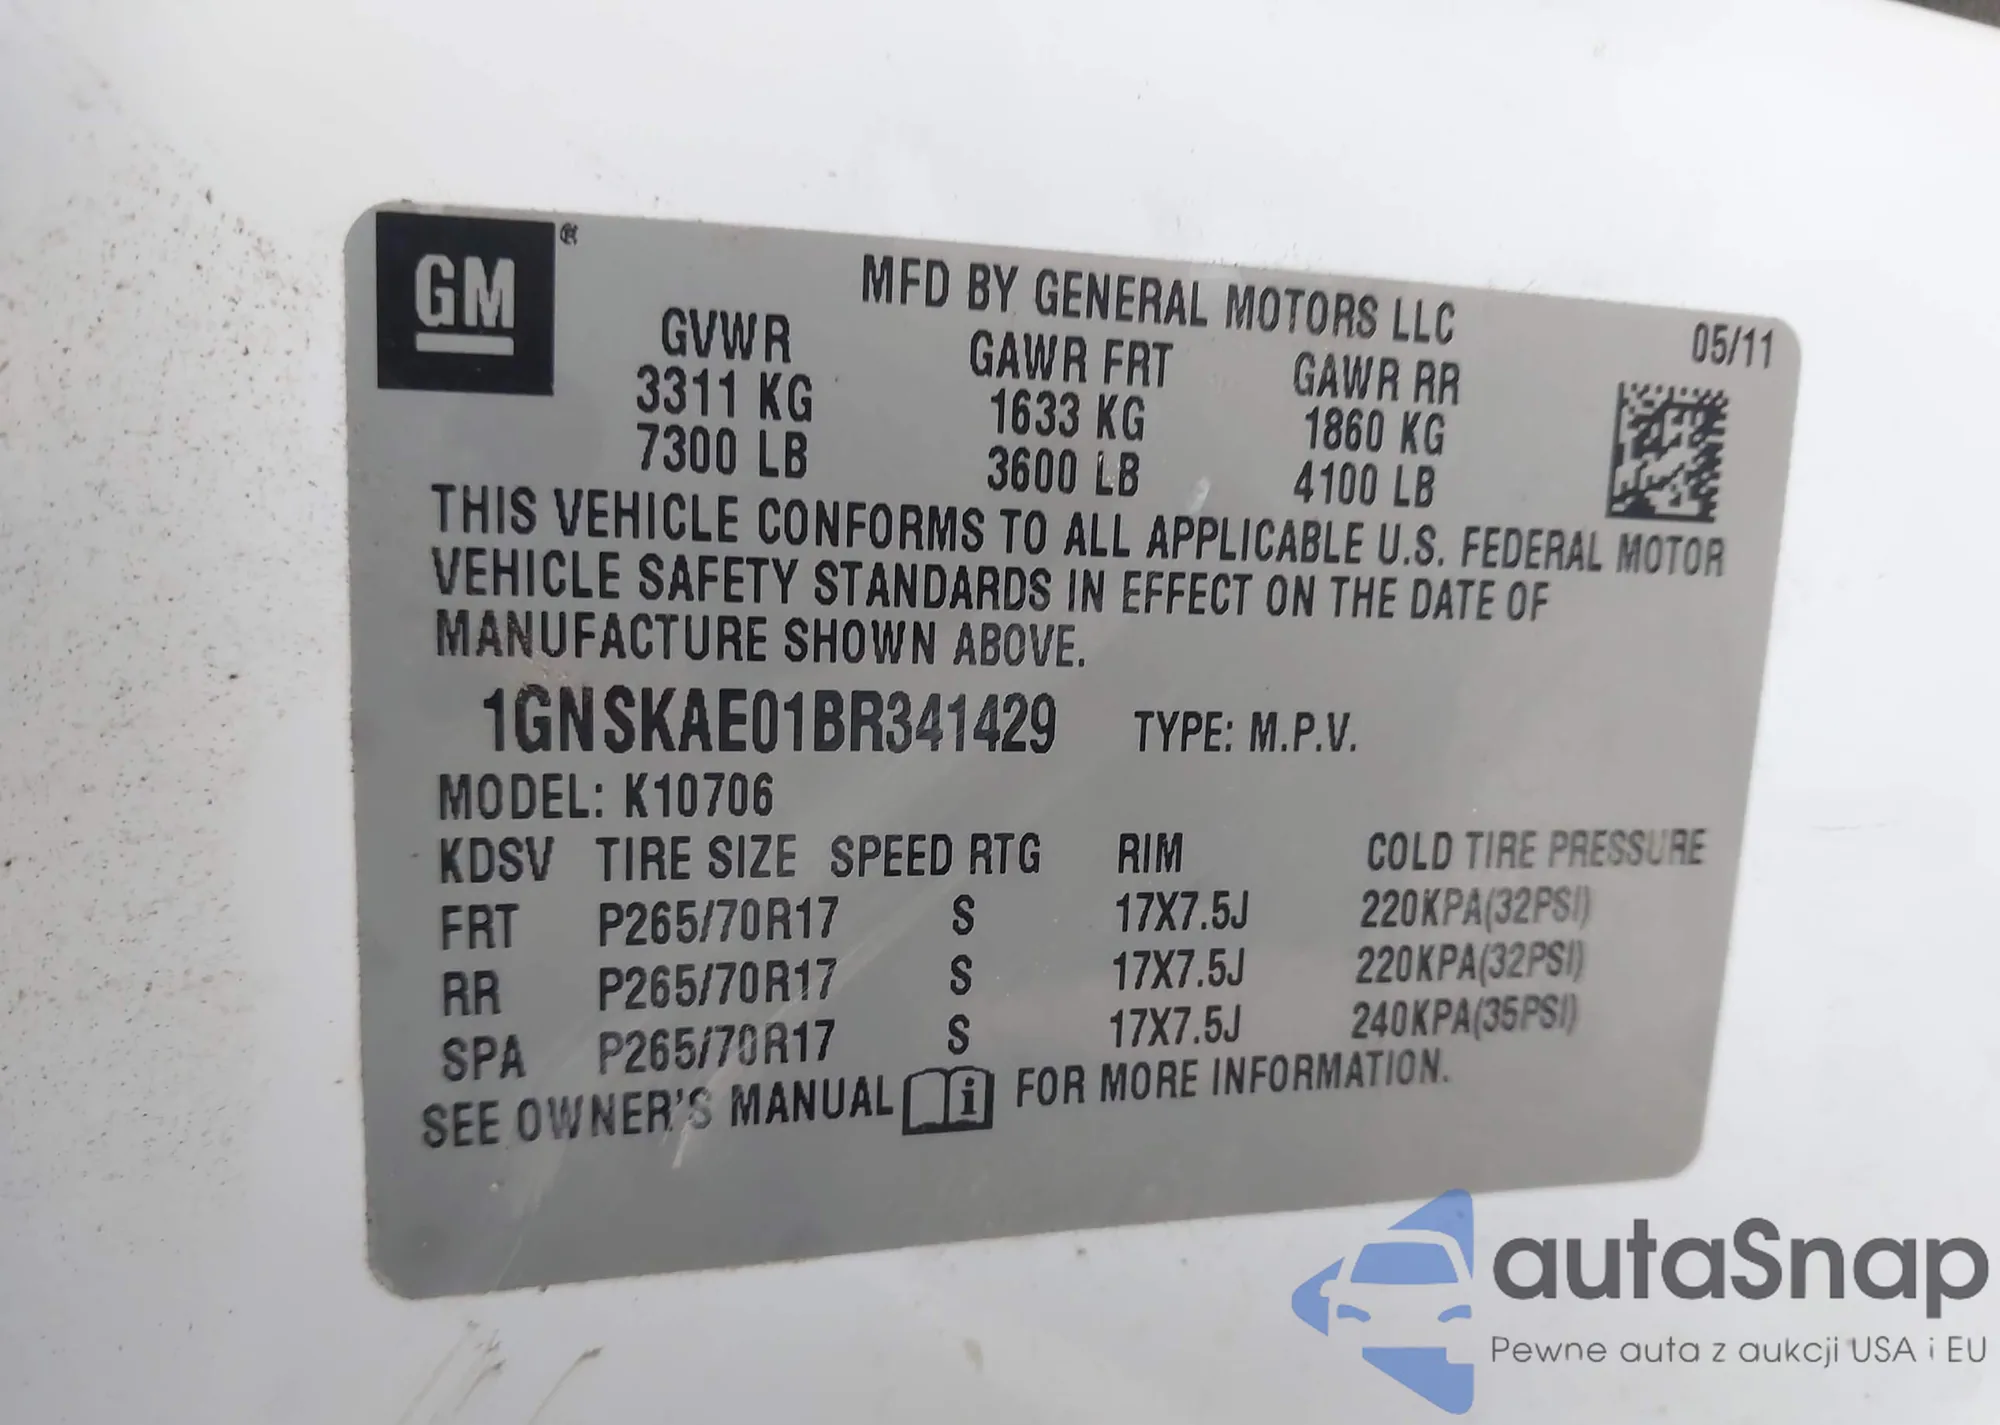 GM
MFD BY GENERAL MOTORS LLC
05/11
GVWR GAWR FRT GAWR RR
3311 KG 1633 KG 1860 KG
7300 LB 3600 LB 4100 LB
THIS VEHICLE CONFORMS TO ALL APPLICABLE U.S. FEDERAL MOTOR
VEHICLE SAFETY STANDARDS IN EFFECT ON THE DATE OF
MANUFACTURE SHOWN ABOVE.
1GNSKAE01BR341429 TYPE: M.P.V.
MODEL: K10706
KDSV TIRE SIZE SPEED RTG RIM COLD TIRE PRESSURE
FRT P265/70R17 S 17X7.5J 220KPA(32PSI)
RR P265/70R17 S 17X7.5J 220KPA(32PSI)
SPA P265/70R17 S 17X7.5J 240KPA(35PSI)
SEE OWNER'S MANUAL i FOR MORE INFORMATION.
autaSnap
Pewne auta z aukcji USA i EU